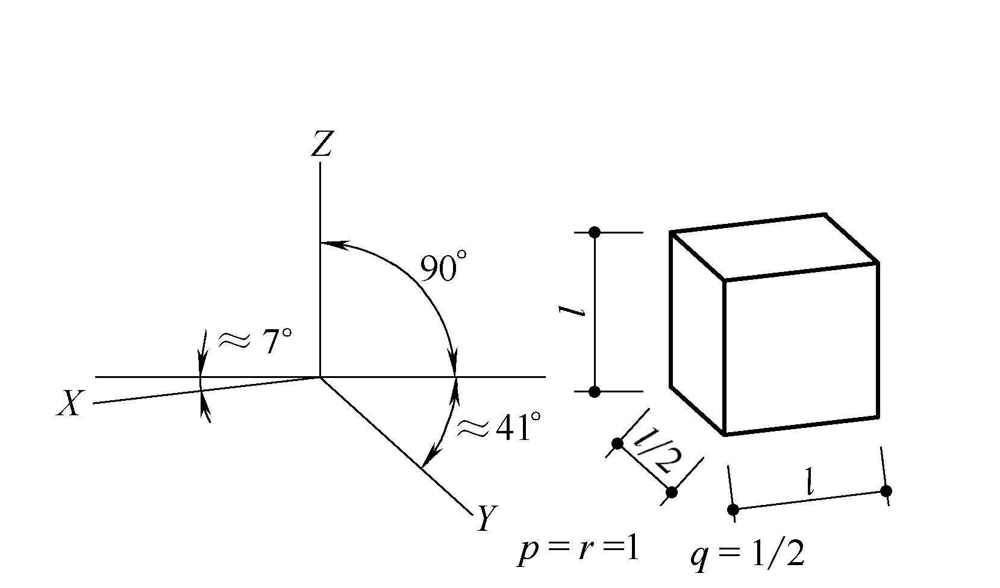 Z
90°
≈ 7°
X
≈ 41°
Y
l
l/2
l
p = r =1 q = 1/2